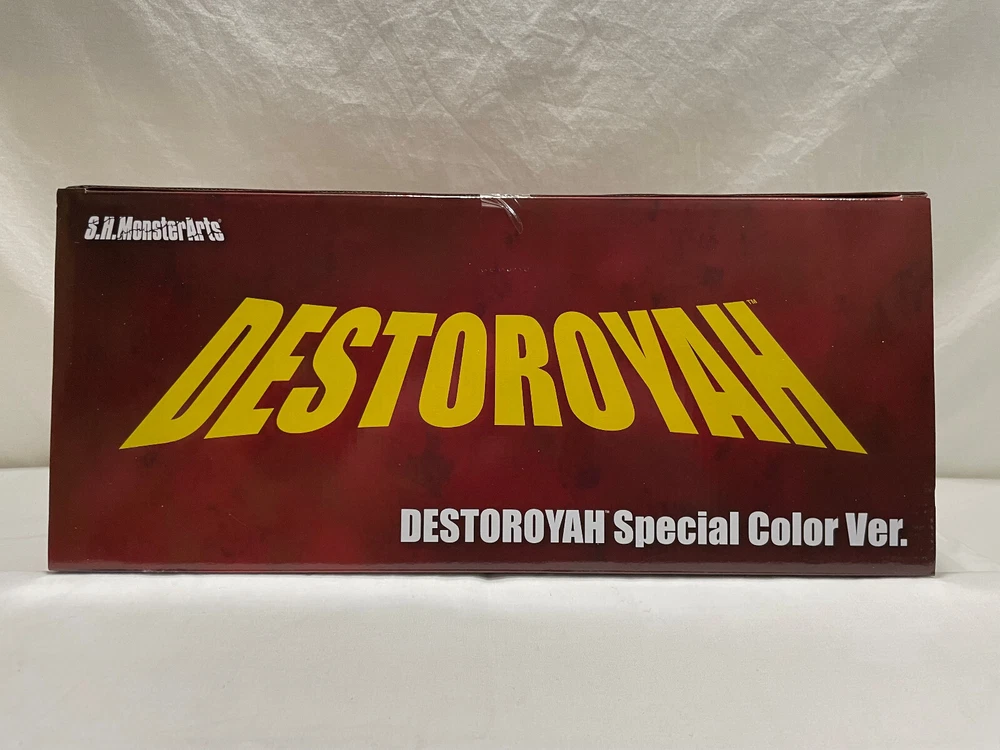 S.H.MonsterArts
DESTOROYAH™
DESTOROYAH™ Special Color Ver.